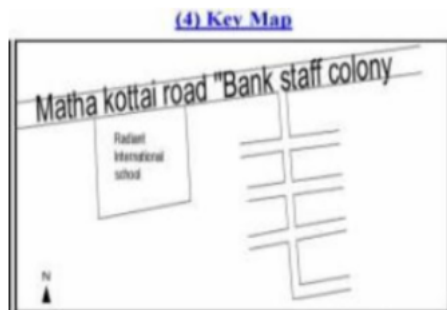 (4) Key Map
Matha kottai road "Bank staff colony
Radiant
International
school
N